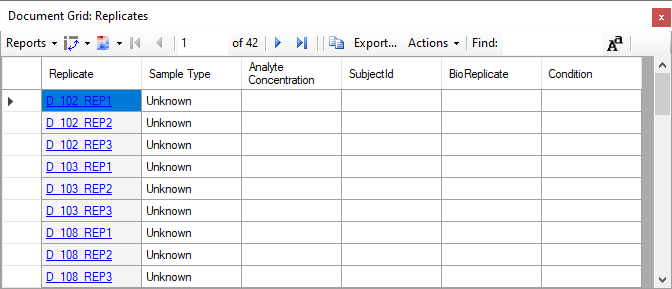 Document Grid: Replicates
Reports 1 of 42 Export... Actions Find: Aa
Replicate Sample Type Analyte Concentration SubjectId BioReplicate Condition
D_102_REP1 Unknown
D_102_REP2 Unknown
D_102_REP3 Unknown
D_103_REP1 Unknown
D_103_REP2 Unknown
D_103_REP3 Unknown
D_108_REP1 Unknown
D_108_REP2 Unknown
D_108_REP3 Unknown